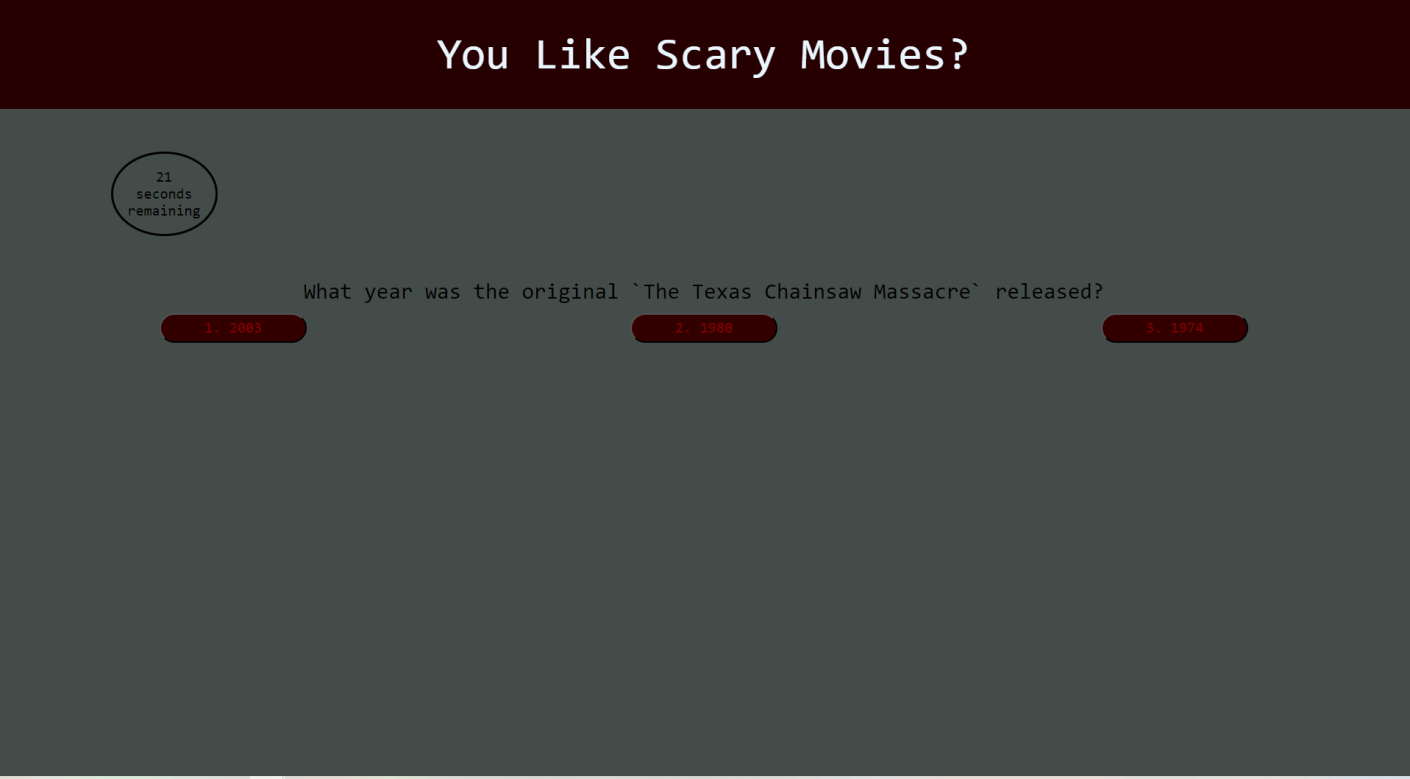 You Like Scary Movies?
21
seconds
remaining
What year was the original `The Texas Chainsaw Massacre` released?
1. 2003
2. 1980
3. 1974